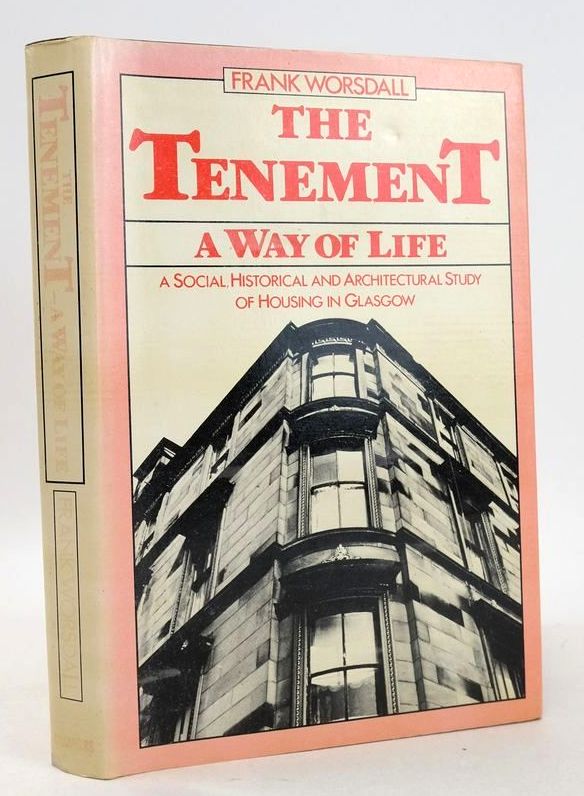 FRANK WORSDALL
THE
TENEMENT
A WAY OF LIFE
A SOCIAL, HISTORICAL AND ARCHITECTURAL STUDY
OF HOUSING IN GLASGOW
THE
TENEMENT
– A WAY OF LIFE
FRANK WORSDALL